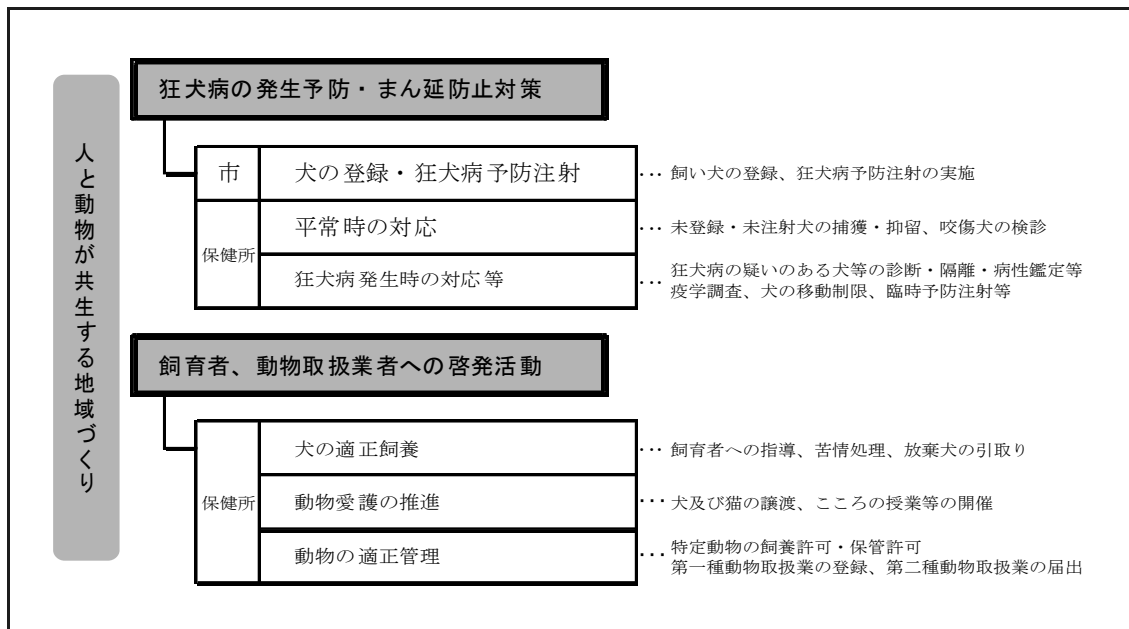 人と動物が共生する地域づくり
狂犬病の発生予防・まん延防止対策
市
犬の登録・狂犬病予防注射
… 飼い犬の登録、狂犬病予防注射の実施
保健所
平常時の対応
… 未登録・未注射犬の捕獲・抑留、咬傷犬の検診
狂犬病発生時の対応等
… 狂犬病の疑いのある犬等の診断・隔離・病性鑑定等
疫学調査、犬の移動制限、臨時予防注射等
飼育者、動物取扱業者への啓発活動
保健所
犬の適正飼養
… 飼育者への指導、苦情処理、放棄犬の引取り
動物愛護の推進
… 犬及び猫の譲渡、こころの授業等の開催
動物の適正管理
… 特定動物の飼養許可・保管許可
第一種動物取扱業の登録、第二種動物取扱業の届出